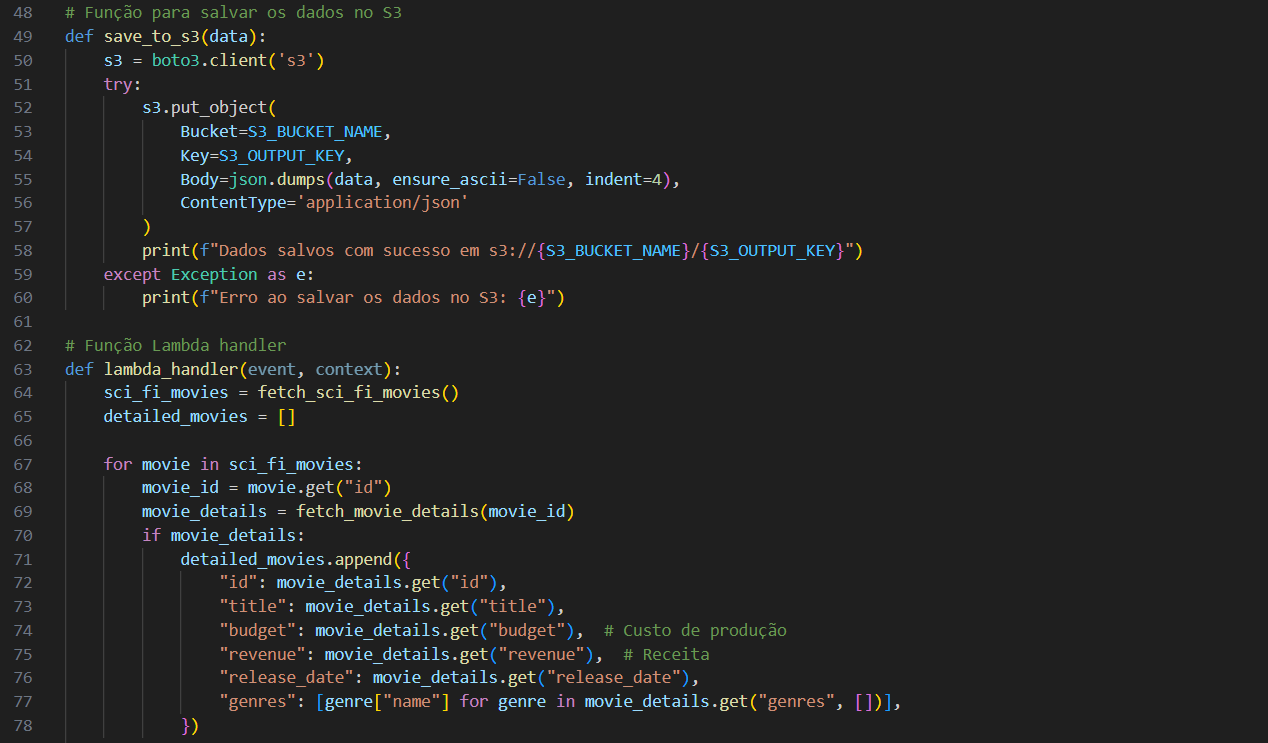 48 # Função para salvar os dados no S3
49 def save_to_s3(data):
50     s3 = boto3.client('s3')
51     try:
52         s3.put_object(
53             Bucket=S3_BUCKET_NAME,
54             Key=S3_OUTPUT_KEY,
55             Body=json.dumps(data, ensure_ascii=False, indent=4),
56             ContentType='application/json'
57         )
58         print(f"Dados salvos com sucesso em s3://{S3_BUCKET_NAME}/{S3_OUTPUT_KEY}")
59     except Exception as e:
60         print(f"Erro ao salvar os dados no S3: {e}")
61
62 # Função Lambda handler
63 def lambda_handler(event, context):
64     sci_fi_movies = fetch_sci_fi_movies()
65     detailed_movies = []
66
67     for movie in sci_fi_movies:
68         movie_id = movie.get("id")
69         movie_details = fetch_movie_details(movie_id)
70         if movie_details:
71             detailed_movies.append({
72                 "id": movie_details.get("id"),
73                 "title": movie_details.get("title"),
74                 "budget": movie_details.get("budget"),  # Custo de produção
75                 "revenue": movie_details.get("revenue"),  # Receita
76                 "release_date": movie_details.get("release_date"),
77                 "genres": [genre["name"] for genre in movie_details.get("genres", [])],
78             })